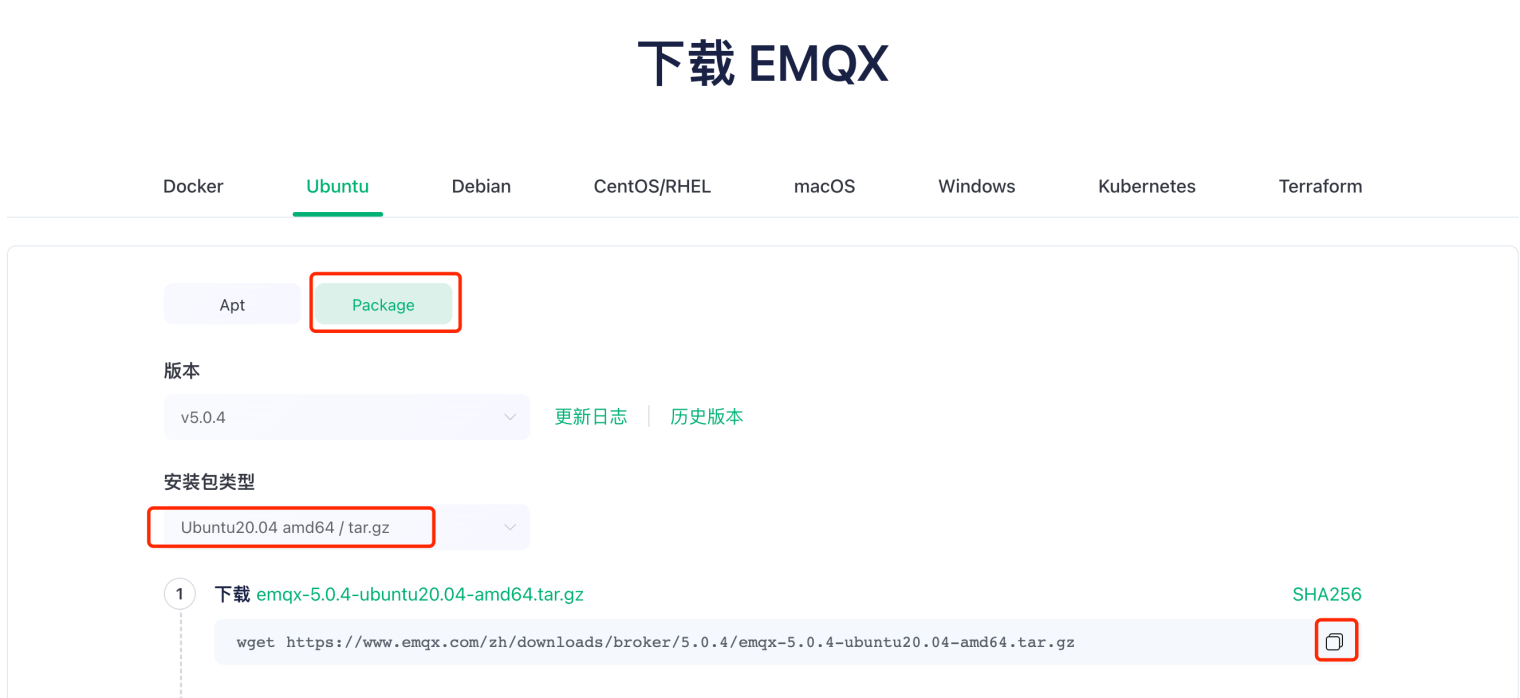 下载 EMQX
Docker Ubuntu Debian CentOS/RHEL macOS Windows Kubernetes Terraform
Apt Package
版本
v5.0.4 更新日志 历史版本
安装包类型
Ubuntu20.04 amd64 / tar.gz
1 下载 emqx-5.0.4-ubuntu20.04-amd64.tar.gz SHA256
wget https://www.emqx.com/zh/downloads/broker/5.0.4/emqx-5.0.4-ubuntu20.04-amd64.tar.gz